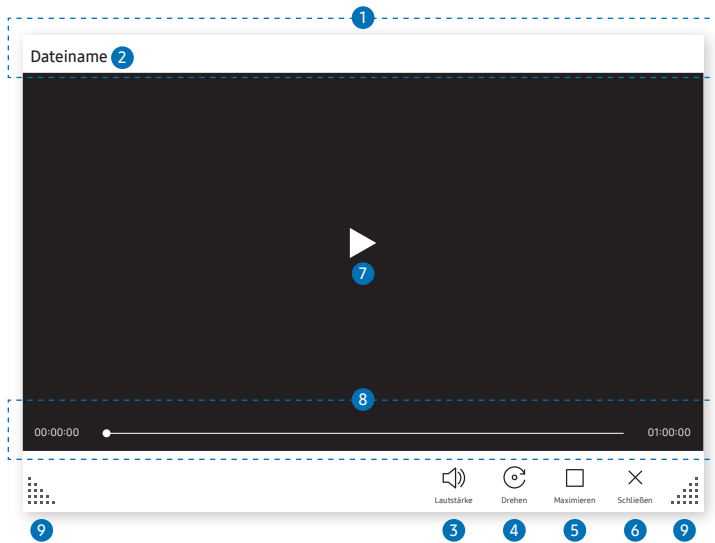 1
Dateiname 2
7
8
00:00:00 01:00:00
Lautstärke Drehen Maximieren Schließen
9 3 4 5 6 9